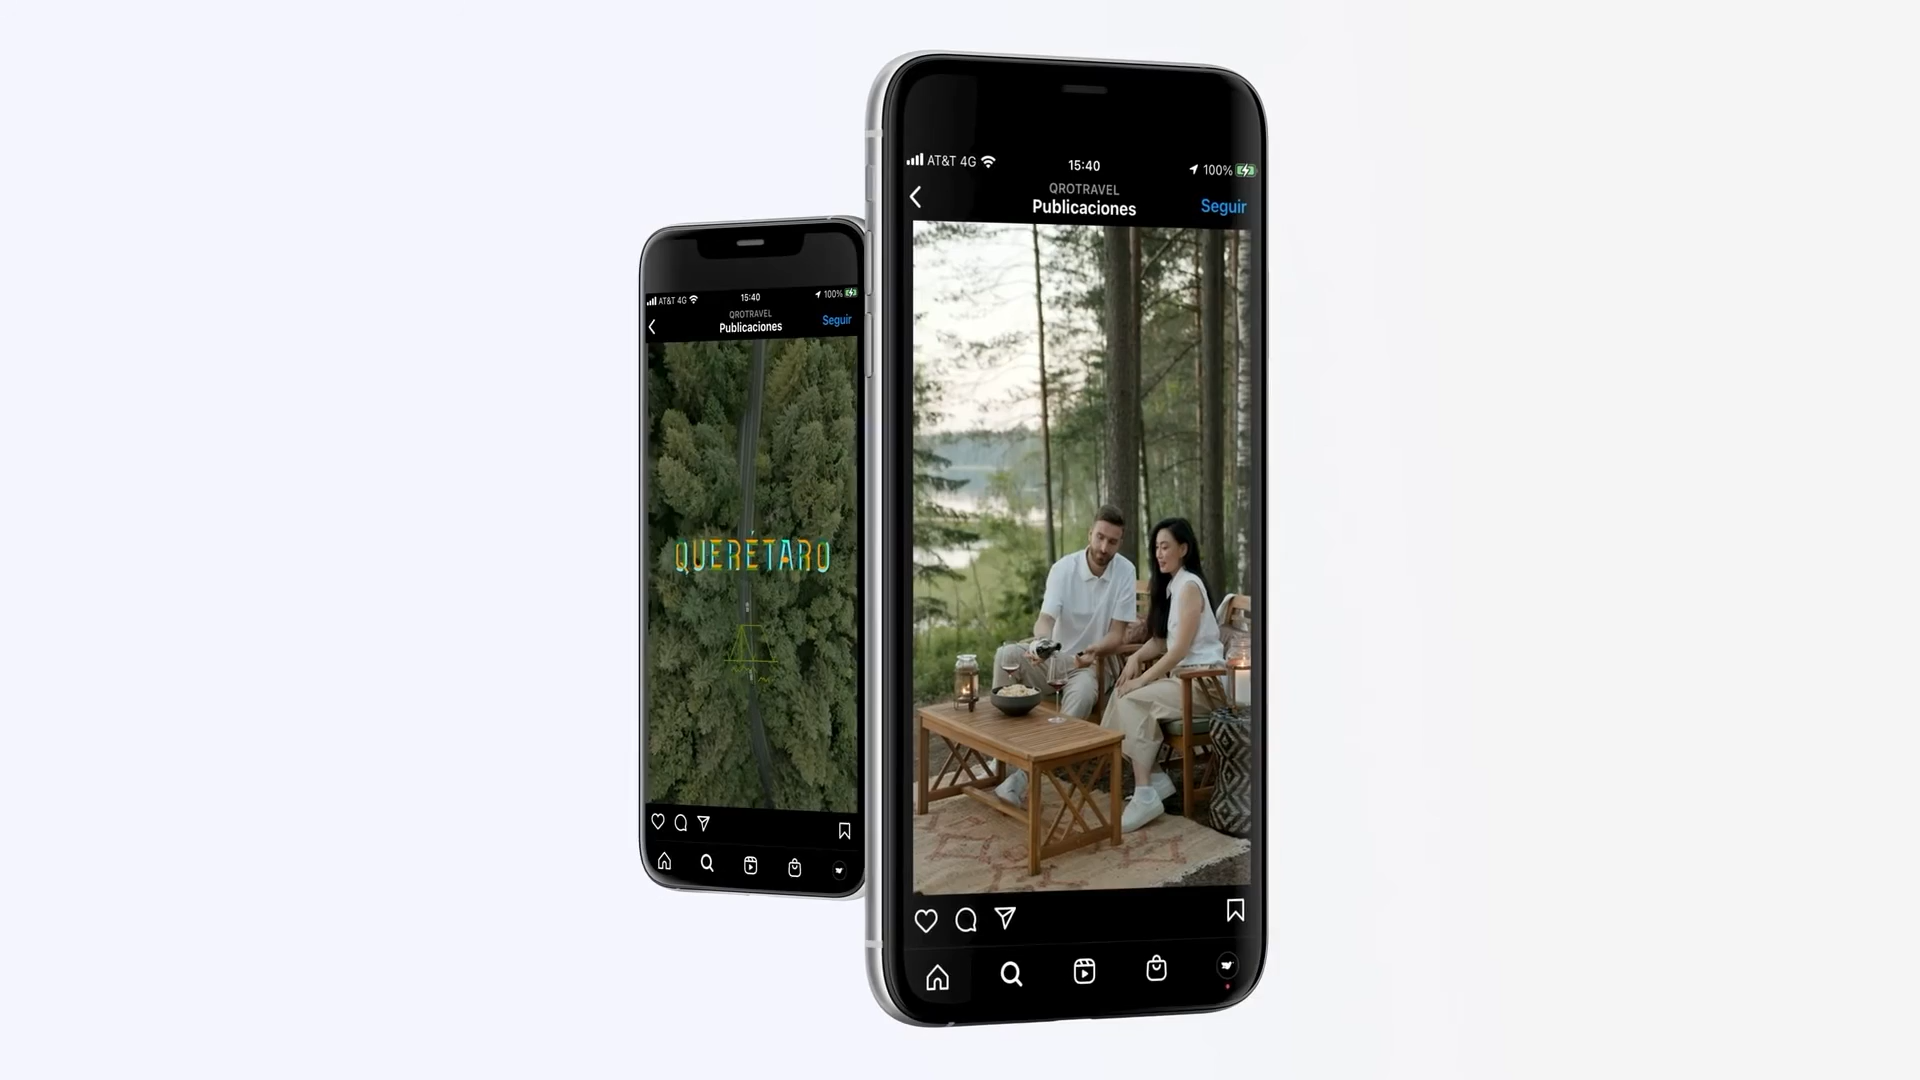 AT&T 4G 15:40 100%
QROTRAVEL
Publicaciones
Seguir
QUERÉTARO
AT&T 4G 15:40 100%
QROTRAVEL
Publicaciones
Seguir